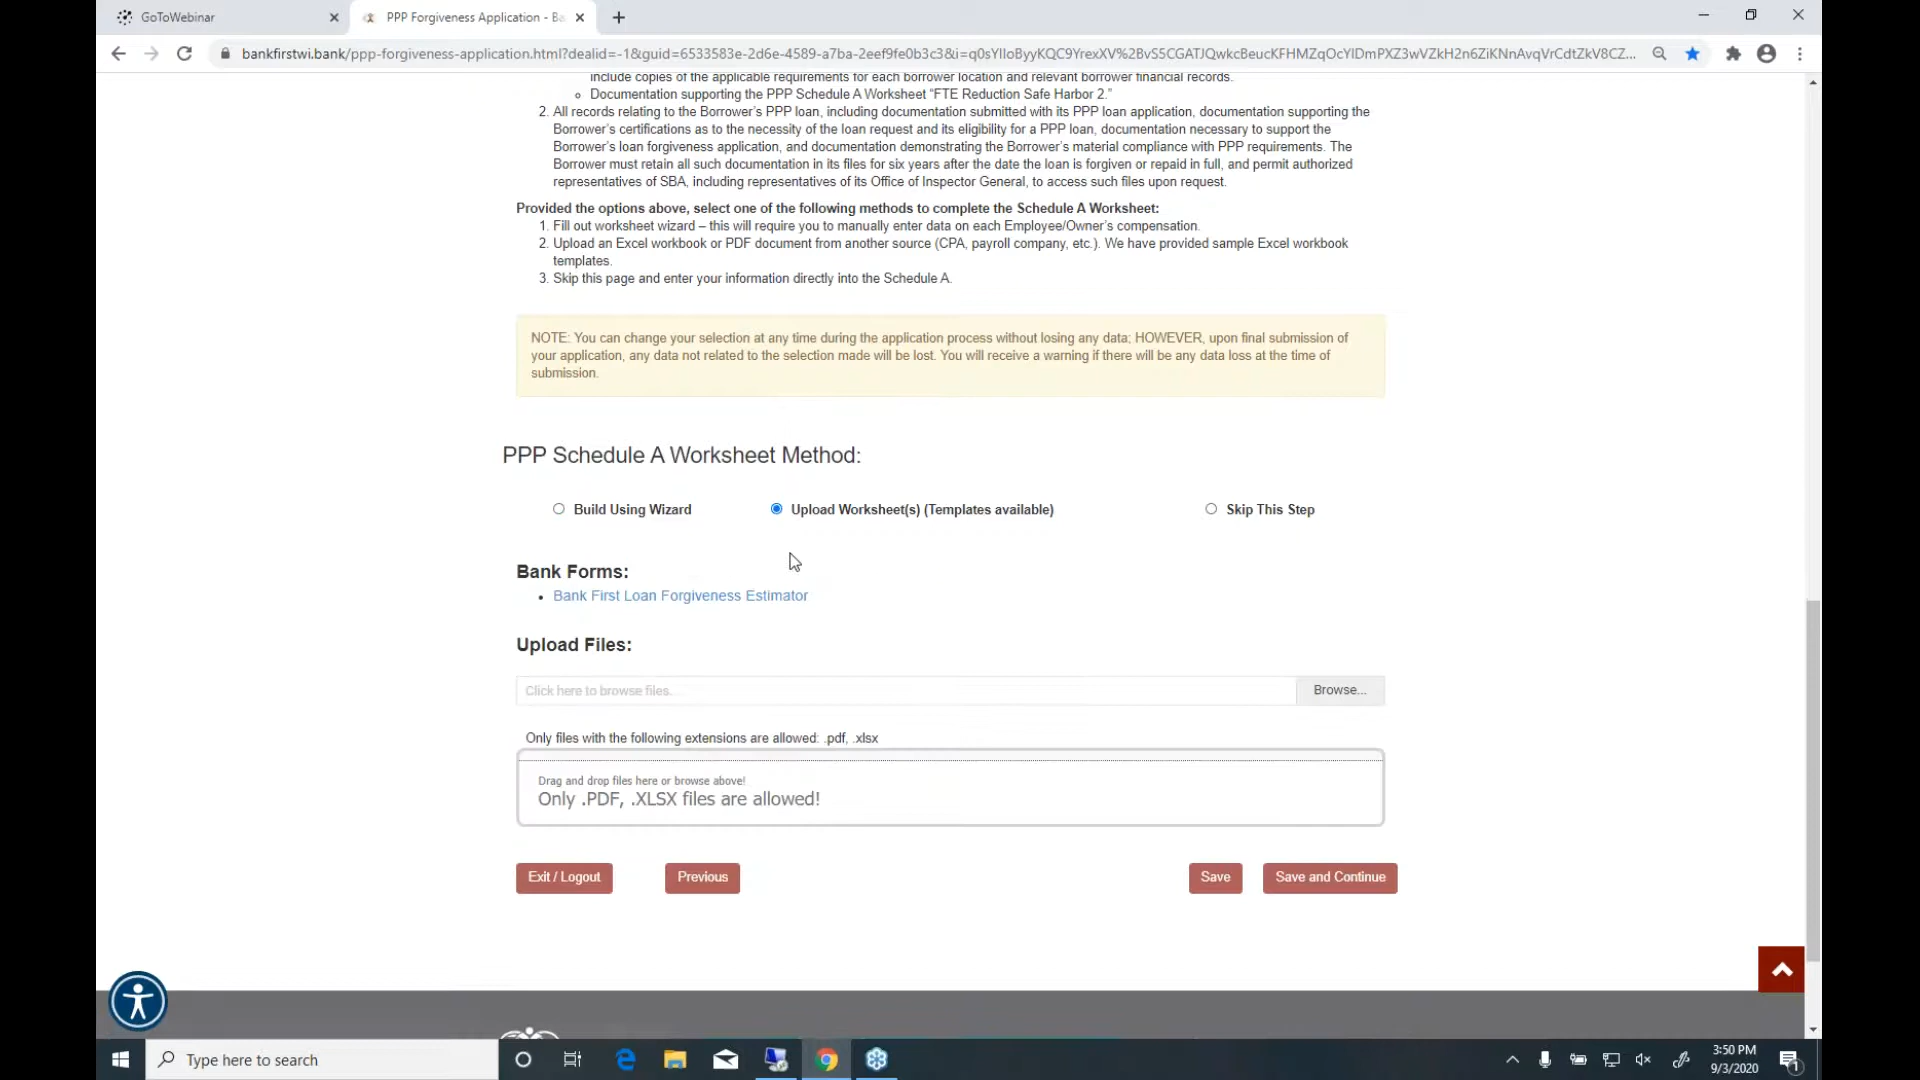 GoToWebinar
PPP Forgiveness Application - Ba
bankfirstwi.bank/ppp-forgiveness-application.html?dealid=-1&guid=6533583e-2d6e-4589-a7ba-2eef9fe0b3c3&i=
include copies of the applicable requirements for each borrower location and relevant borrower financial records.
Documentation supporting the PPP Schedule A Worksheet “FTE Reduction Safe Harbor 2.”
2. All records relating to the Borrower’s PPP loan, including documentation submitted with its PPP loan application, documentation supporting the
Borrower’s certifications as to the necessity of the loan request and its eligibility for a PPP loan, documentation necessary to support the
Borrower’s loan forgiveness application, and documentation demonstrating the Borrower’s material compliance with PPP requirements. The
Borrower must retain all such documentation in its files for six years after the date the loan is forgiven or repaid in full, and permit authorized
representatives of SBA, including representatives of its Office of Inspector General, to access such files upon request.
Provided the options above, select one of the following methods to complete the Schedule A Worksheet:
1. Fill out worksheet wizard – this will require you to manually enter data on each Employee/Owner’s compensation.
2. Upload an Excel workbook or PDF document from another source (CPA, payroll company, etc.). We have provided sample Excel workbook
templates.
3. Skip this page and enter your information directly into the Schedule A.
NOTE: You can change your selection at any time during the application process without losing any data; HOWEVER, upon final submission of
your application, any data not related to the selection made will be lost. You will receive a warning if there will be any data loss at the time of
submission.
PPP Schedule A Worksheet Method:
Build Using Wizard
Upload Worksheet(s) (Templates available)
Skip This Step
Bank Forms:
Bank First Loan Forgiveness Estimator
Upload Files:
Click here to browse files...
Browse...
Only files with the following extensions are allowed: .pdf, .xlsx
Drag and drop files here or browse above!
Only .PDF, .XLSX files are allowed!
Exit / Logout
Previous
Save
Save and Continue
Type here to search
3:50 PM
9/3/2020
1